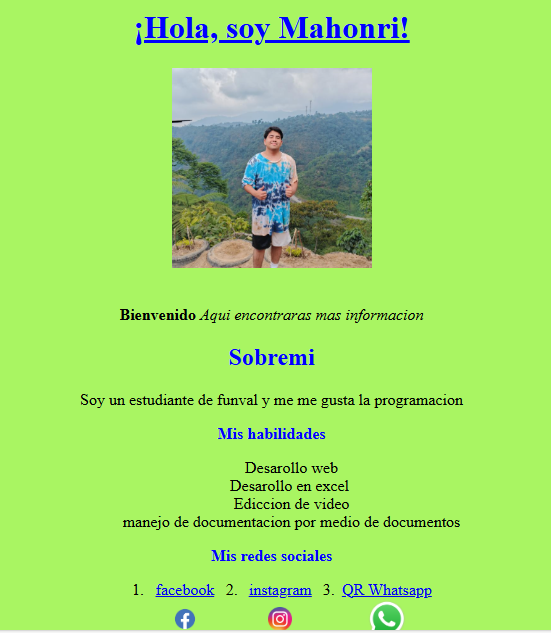 ¡Hola, soy Mahonri!
Bienvenido Aqui encontraras mas informacion
Sobremi
Soy un estudiante de funval y me me gusta la programacion
Mis habilidades
Desarollo web
Desarollo en excel
Ediccion de video
manejo de documentacion por medio de documentos
Mis redes sociales
1. facebook 2. instagram 3. QR Whatsapp